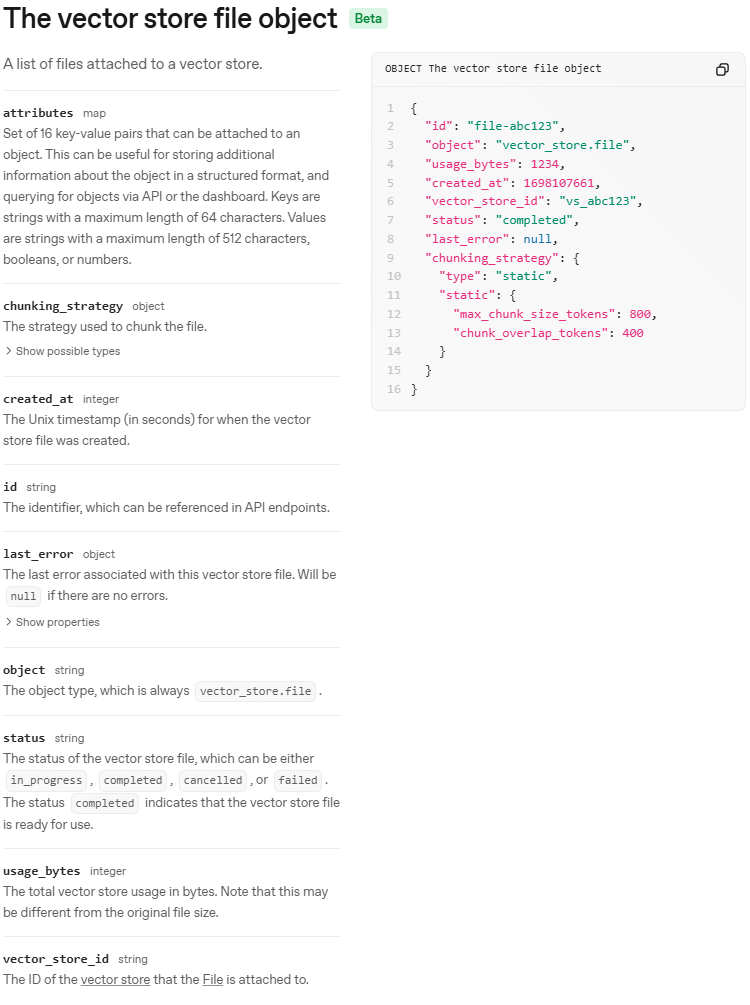 The vector store file object Beta
A list of files attached to a vector store.
attributes map
Set of 16 key-value pairs that can be attached to an
object. This can be useful for storing additional
information about the object in a structured format, and
querying for objects via API or the dashboard. Keys are
strings with a maximum length of 64 characters. Values
are strings with a maximum length of 512 characters,
booleans, or numbers.
chunking_strategy object
The strategy used to chunk the file.
Show possible types
created_at integer
The Unix timestamp (in seconds) for when the vector
store file was created.
id string
The identifier, which can be referenced in API endpoints.
last_error object
The last error associated with this vector store file. Will be
null if there are no errors.
Show properties
object string
The object type, which is always vector_store.file.
status string
The status of the vector store file, which can be either
in_progress, completed, cancelled, or failed.
The status completed indicates that the vector store file
is ready for use.
usage_bytes integer
The total vector store usage in bytes. Note that this may
be different from the original file size.
vector_store_id string
The ID of the vector store that the File is attached to.
OBJECT The vector store file object
1 {
2   "id": "file-abc123",
3   "object": "vector_store.file",
4   "usage_bytes": 1234,
5   "created_at": 1698107661,
6   "vector_store_id": "vs_abc123",
7   "status": "completed",
8   "last_error": null,
9   "chunking_strategy": {
10     "type": "static",
11     "static": {
12       "max_chunk_size_tokens": 800,
13       "chunk_overlap_tokens": 400
14     }
15   }
16 }